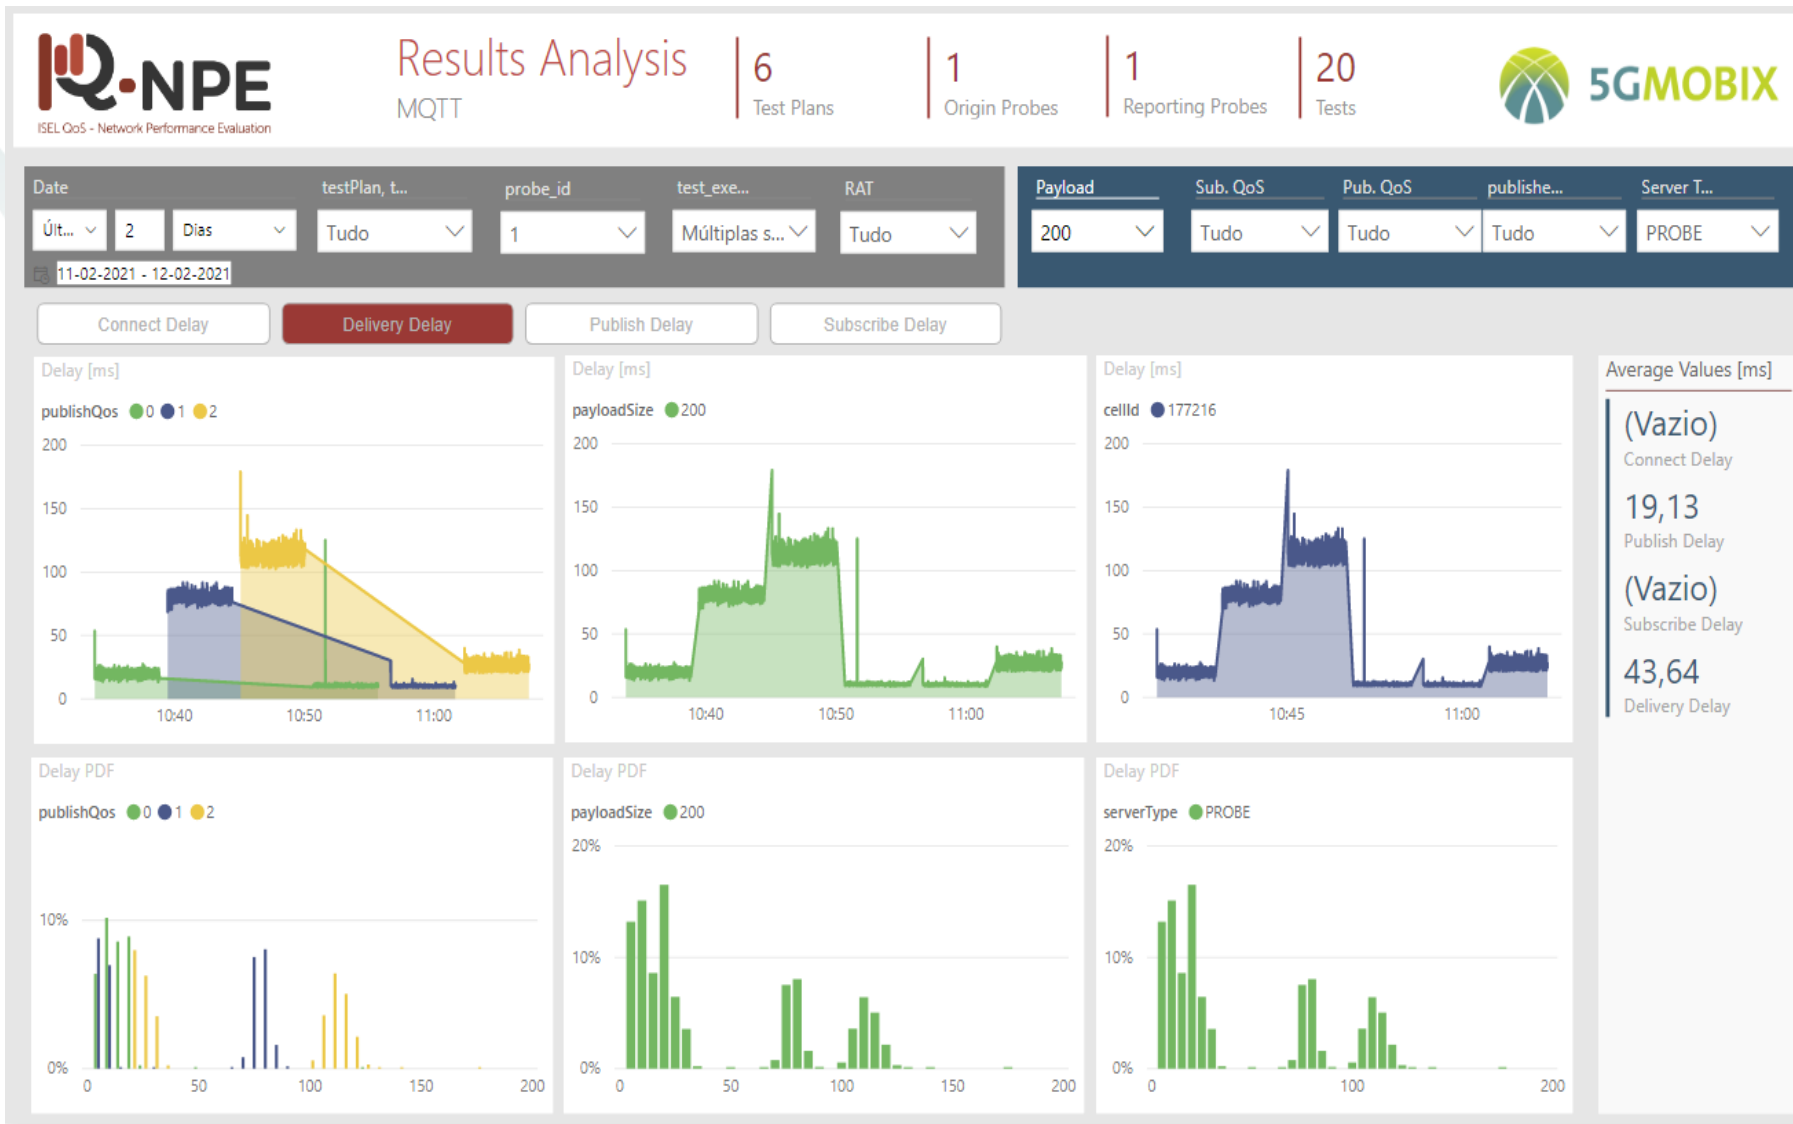 IQ-NPE
ISEL QoS - Network Performance Evaluation
Results Analysis
MQTT
6
Test Plans
1
Origin Probes
1
Reporting Probes
20
Tests
5GMOBIX
Date
testPlan, t...
probe_id
test_exe...
RAT
Últ...
2
Dias
Tudo
1
Múltiplas s...
Tudo
11-02-2021 - 12-02-2021
Payload
Sub. QoS
Pub. QoS
publishe...
Server T...
200
Tudo
Tudo
Tudo
PROBE
Connect Delay
Delivery Delay
Publish Delay
Subscribe Delay
Delay [ms]
publishQos 0 1 2
200
150
100
50
0
10:40 10:50 11:00
Delay [ms]
payloadSize 200
200
150
100
50
0
10:40 10:50 11:00
Delay [ms]
cellId 177216
200
150
100
50
0
10:45 11:00
Average Values [ms]
(Vazio)
Connect Delay
19,13
Publish Delay
(Vazio)
Subscribe Delay
43,64
Delivery Delay
Delay PDF
publishQos 0 1 2
10%
0%
0 50 100 150 200
Delay PDF
payloadSize 200
20%
10%
0%
0 50 100 150 200
Delay PDF
serverType PROBE
20%
10%
0%
0 100 200